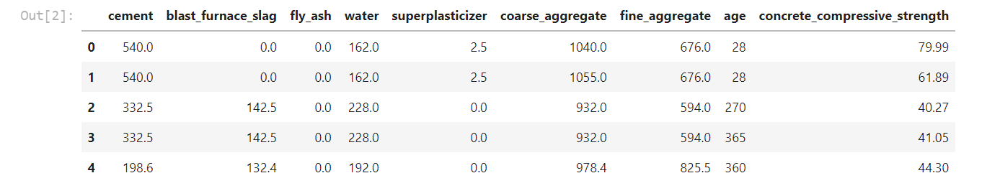 Out[2]:
cement blast_furnace_slag fly_ash water superplasticizer coarse_aggregate fine_aggregate age concrete_compressive_strength
0 540.0 0.0 0.0 162.0 2.5 1040.0 676.0 28 79.99
1 540.0 0.0 0.0 162.0 2.5 1055.0 676.0 28 61.89
2 332.5 142.5 0.0 228.0 0.0 932.0 594.0 270 40.27
3 332.5 142.5 0.0 228.0 0.0 932.0 594.0 365 41.05
4 198.6 132.4 0.0 192.0 0.0 978.4 825.5 360 44.30